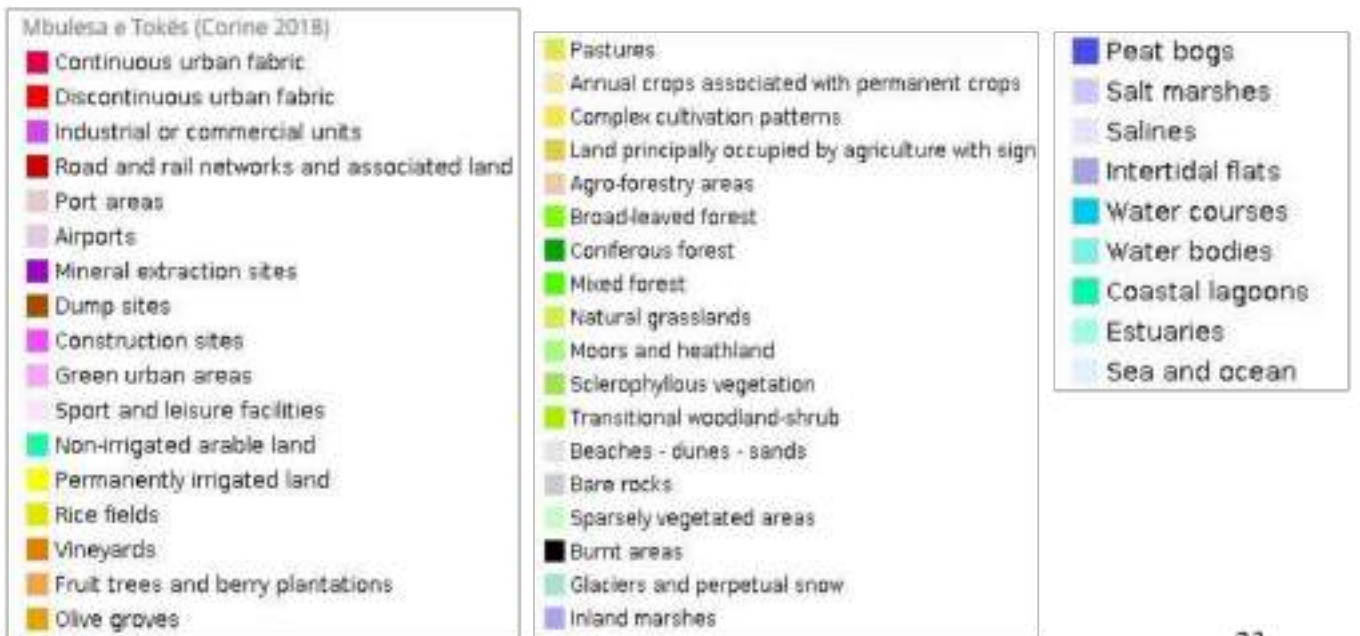 Mbulesa e Tokës (Corine 2018)
Continuous urban fabric
Discontinuous urban fabric
Industrial or commercial units
Road and rail networks and associated land
Port areas
Airports
Mineral extraction sites
Dump sites
Construction sites
Green urban areas
Sport and leisure facilities
Non-irrigated arable land
Permanently irrigated land
Rice fields
Vineyards
Fruit trees and berry plantations
Olive groves
Pastures
Annual crops associated with permanent crops
Complex cultivation patterns
Land principally occupied by agriculture with sign
Agro-forestry areas
Broad-leaved forest
Coniferous forest
Mixed forest
Natural grasslands
Moors and heathland
Sclerophyllous vegetation
Transitional woodland-shrub
Beaches - dunes - sands
Bare rocks
Sparsely vegetated areas
Burnt areas
Glaciers and perpetual snow
Inland marshes
Peat bogs
Salt marshes
Salines
Intertidal flats
Water courses
Water bodies
Coastal lagoons
Estuaries
Sea and ocean